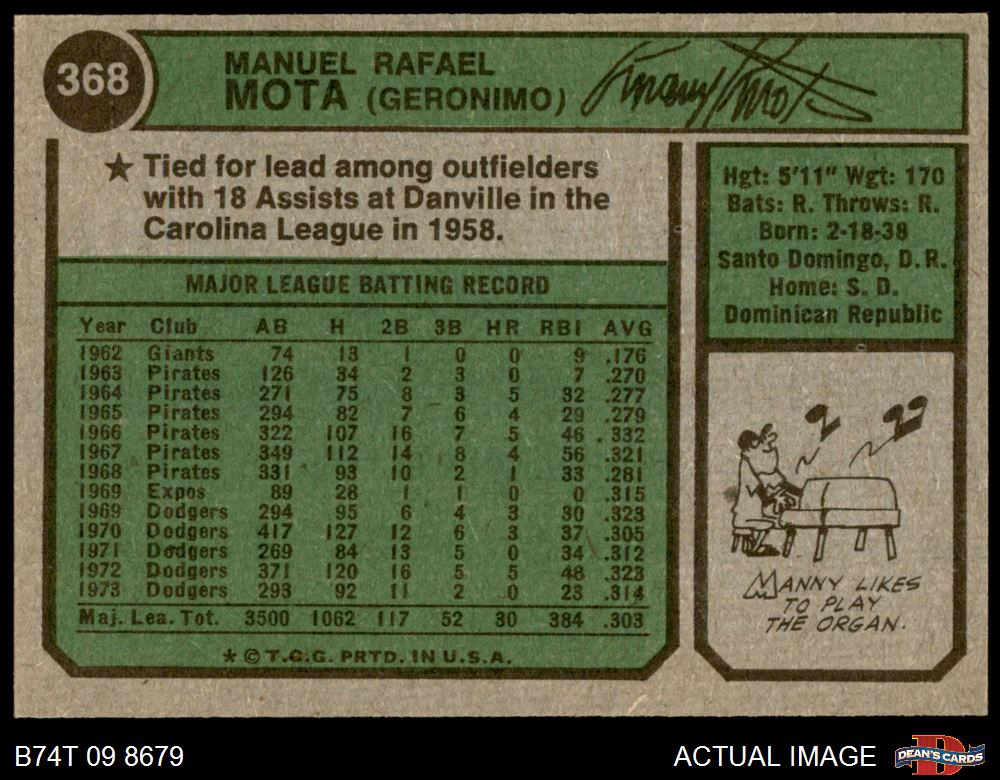 368
MANUEL RAFAEL
MOTA (GERONIMO)
Manny Mota
★ Tied for lead among outfielders
with 18 Assists at Danville in the
Carolina League in 1958.
MAJOR LEAGUE BATTING RECORD
Year Club AB H 2B 3B HR RBI AVG
1962 Giants 74 13 1 0 0 9 .176
1963 Pirates 126 34 2 3 0 7 .270
1964 Pirates 271 75 8 3 5 32 .277
1965 Pirates 294 82 7 6 4 29 .279
1966 Pirates 322 107 16 7 5 46 .332
1967 Pirates 349 112 14 8 4 56 .321
1968 Pirates 331 93 10 2 1 33 .281
1969 Expos 89 28 1 1 0 0 .315
1969 Dodgers 294 95 6 4 3 30 .323
1970 Dodgers 417 127 12 6 3 37 .305
1971 Dodgers 269 84 13 5 0 34 .312
1972 Dodgers 371 120 16 5 5 48 .323
1973 Dodgers 293 92 11 2 0 23 .314
Maj. Lea. Tot. 3500 1062 117 52 30 384 .303
★ © T.C.G. PRTD. IN U.S.A.
Hgt: 5'11" Wgt: 170
Bats: R. Throws: R.
Born: 2-18-38
Santo Domingo, D.R.
Home: S. D.
Dominican Republic
MANNY LIKES
TO PLAY
THE ORGAN.
B74T 09 8679
ACTUAL IMAGE
D
DEAN'S CARDS